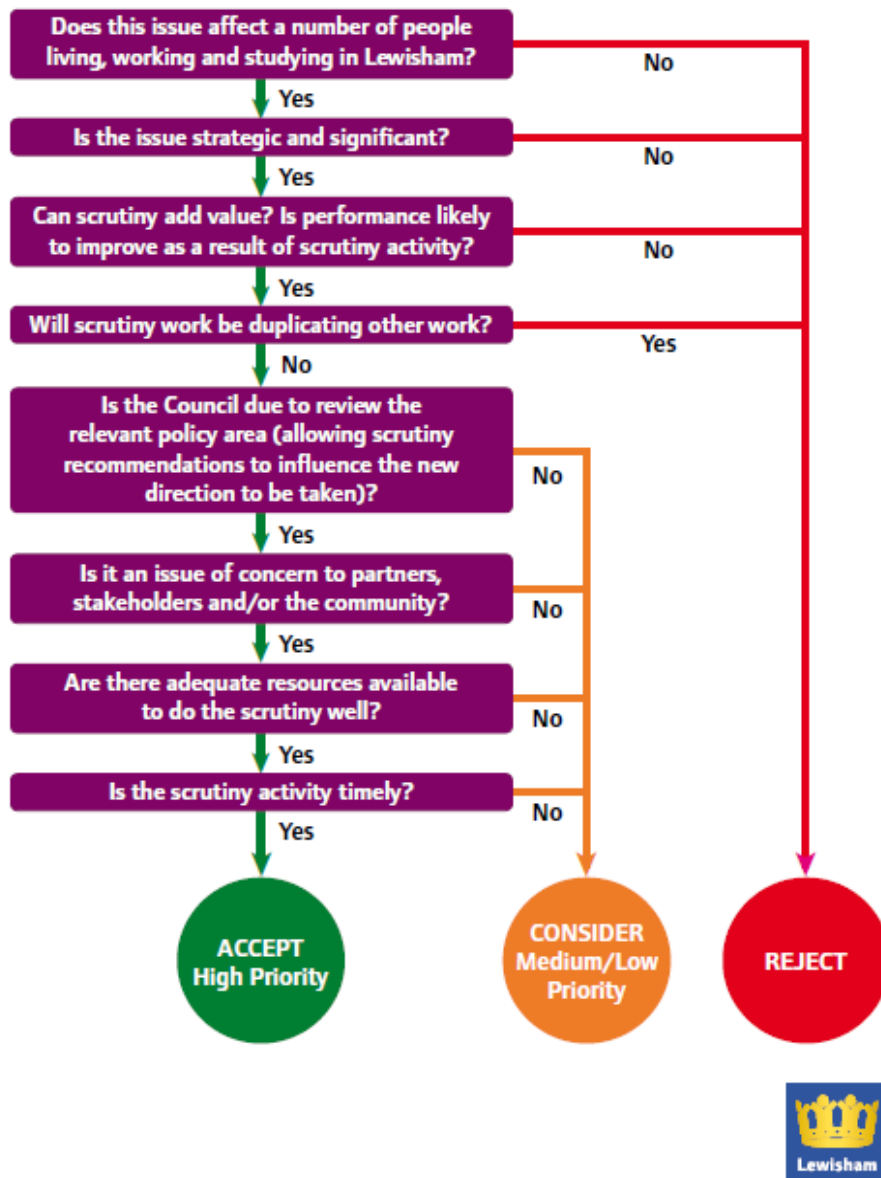 Does this issue affect a number of people
living, working and studying in Lewisham?
No
Yes
Is the issue strategic and significant?
No
Yes
Can scrutiny add value? Is performance likely
to improve as a result of scrutiny activity?
No
Yes
Will scrutiny work be duplicating other work?
Yes
No
Is the Council due to review the
relevant policy area (allowing scrutiny
recommendations to influence the new
direction to be taken)?
No
Yes
Is it an issue of concern to partners,
stakeholders and/or the community?
No
Yes
Are there adequate resources available
to do the scrutiny well?
No
Yes
Is the scrutiny activity timely?
No
Yes
ACCEPT
High Priority
CONSIDER
Medium/Low
Priority
REJECT
Lewisham